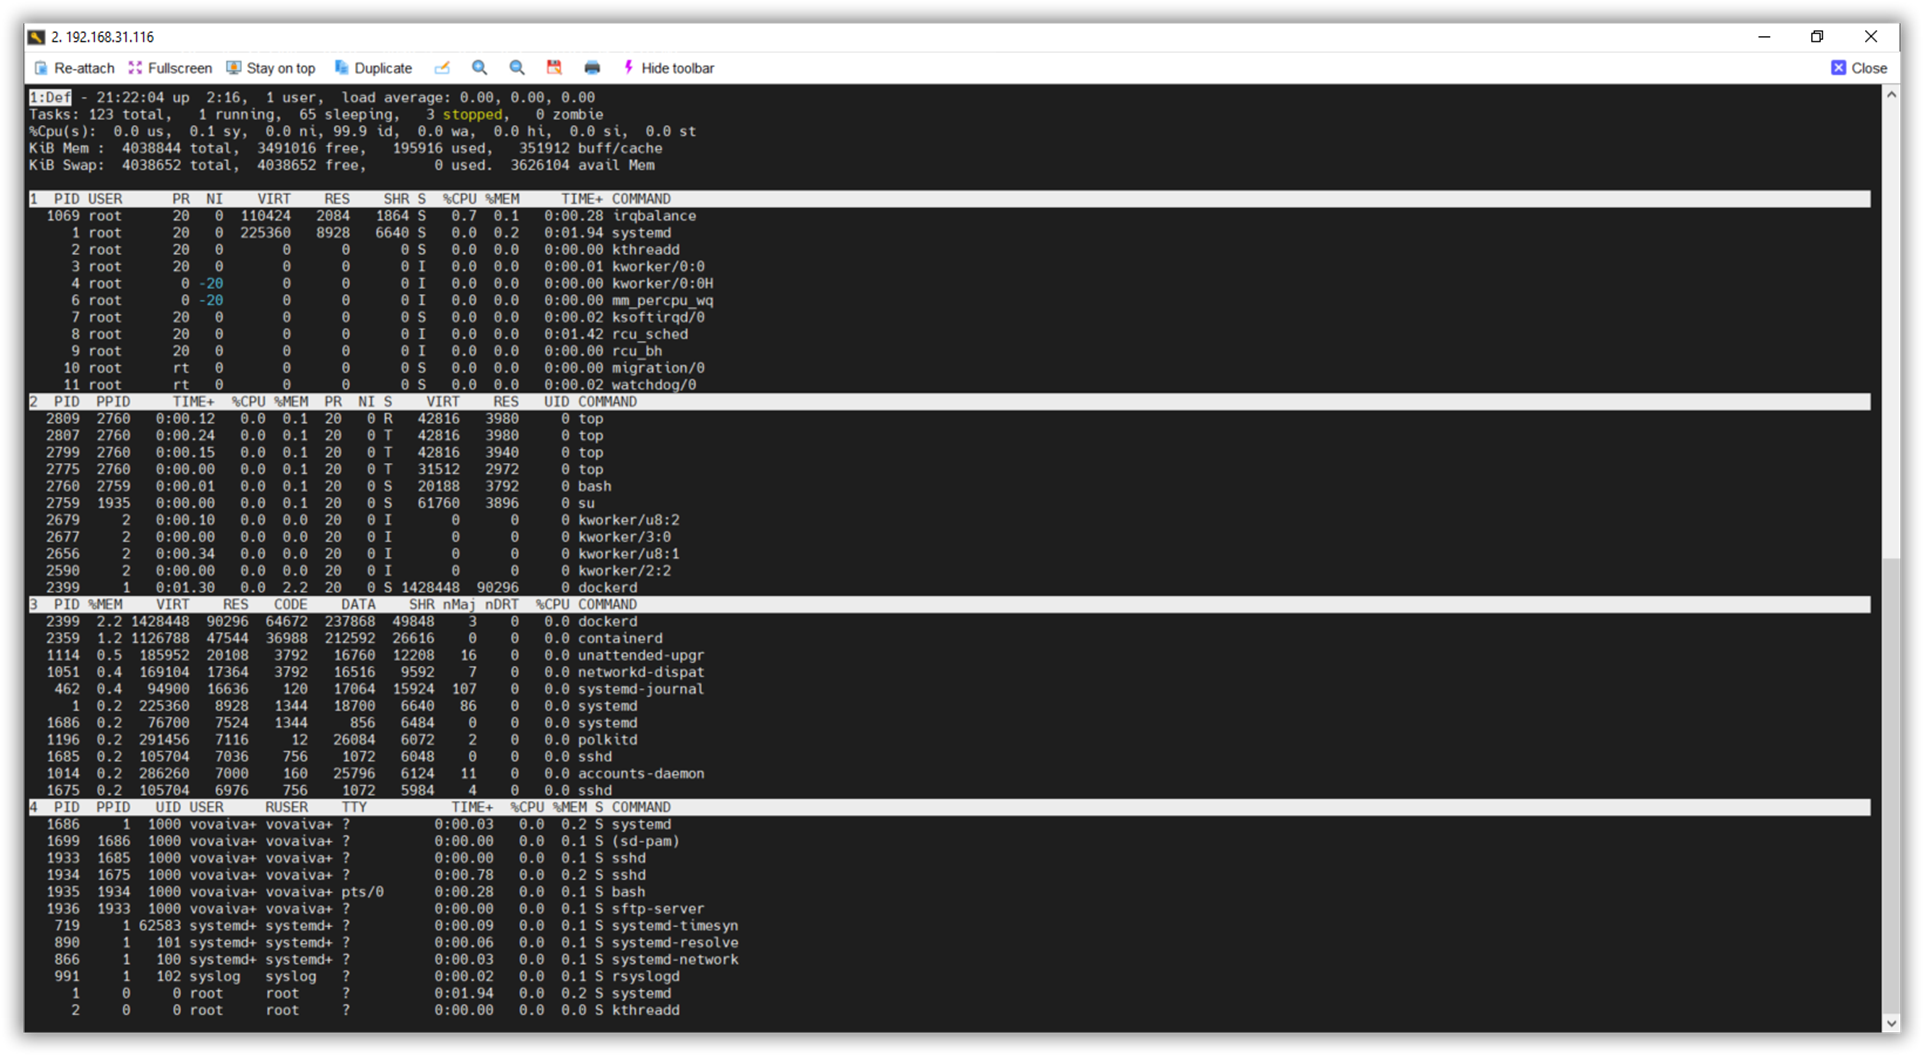 2. 192.168.31.116
Re-attach Fullscreen Stay on top Duplicate Hide toolbar Close
1:Def - 21:22:04 up  2:16,  1 user,  load average: 0.00, 0.00, 0.00
Tasks: 123 total,   1 running,  65 sleeping,   3 stopped,   0 zombie
%Cpu(s):  0.0 us,  0.1 sy,  0.0 ni, 99.9 id,  0.0 wa,  0.0 hi,  0.0 si,  0.0 st
KiB Mem :  4038844 total,  3491016 free,   195916 used,   351912 buff/cache
KiB Swap:  4038652 total,  4038652 free,        0 used.  3626104 avail Mem
1  PID USER      PR  NI    VIRT    RES    SHR S  %CPU %MEM     TIME+ COMMAND
1069 root      20   0  110424   2084   1864 S   0.7  0.1   0:00.28 irqbalance
1 root      20   0  225360   8928   6640 S   0.0  0.2   0:01.94 systemd
2 root      20   0       0      0      0 S   0.0  0.0   0:00.00 kthreadd
3 root      20   0       0      0      0 I   0.0  0.0   0:00.01 kworker/0:0
4 root       0 -20       0      0      0 I   0.0  0.0   0:00.00 kworker/0:0H
6 root       0 -20       0      0      0 I   0.0  0.0   0:00.00 mm_percpu_wq
7 root      20   0       0      0      0 S   0.0  0.0   0:00.02 ksoftirqd/0
8 root      20   0       0      0      0 I   0.0  0.0   0:01.42 rcu_sched
9 root      20   0       0      0      0 I   0.0  0.0   0:00.00 rcu_bh
10 root      rt   0       0      0      0 S   0.0  0.0   0:00.00 migration/0
11 root      rt   0       0      0      0 S   0.0  0.0   0:00.02 watchdog/0
2  PID  PPID     TIME+  %CPU %MEM  PR  NI S    VIRT    RES   UID COMMAND
2809  2760   0:00.12   0.0  0.1  20   0 R   42816   3980     0 top
2807  2760   0:00.24   0.0  0.1  20   0 T   42816   3980     0 top
2799  2760   0:00.15   0.0  0.1  20   0 T   42816   3940     0 top
2775  2760   0:00.00   0.0  0.1  20   0 T   31512   2972     0 top
2760  2759   0:00.01   0.0  0.1  20   0 S   20188   3792     0 bash
2759  1935   0:00.00   0.0  0.1  20   0 S   61760   3896     0 su
2679     2   0:00.10   0.0  0.0  20   0 I       0      0     0 kworker/u8:2
2677     2   0:00.00   0.0  0.0  20   0 I       0      0     0 kworker/3:0
2656     2   0:00.34   0.0  0.0  20   0 I       0      0     0 kworker/u8:1
2590     2   0:00.00   0.0  0.0  20   0 I       0      0     0 kworker/2:2
2399     1   0:01.30   0.0  2.2  20   0 S 1428448  90296     0 dockerd
3  PID %MEM    VIRT    RES   CODE    DATA    SHR nMaj nDRT  %CPU COMMAND
2399  2.2 1428448  90296  64672  237868  49848    3    0   0.0 dockerd
2359  1.2 1126788  47544  36988  212592  26616    0    0   0.0 containerd
1114  0.5  185952  20108   3792   16760  12208   16    0   0.0 unattended-upgr
1051  0.4  169104  17364   3792   16516   9592    7    0   0.0 networkd-dispat
462  0.4   94900  16636    120   17064  15924  107    0   0.0 systemd-journal
1  0.2  225360   8928   1344   18700   6640   86    0   0.0 systemd
1686  0.2   76700   7524   1344     856   6484    0    0   0.0 systemd
1196  0.2  291456   7116     12   26084   6072    2    0   0.0 polkitd
1685  0.2  105704   7036    756    1072   6048    0    0   0.0 sshd
1014  0.2  286260   7000    160   25796   6124   11    0   0.0 accounts-daemon
1675  0.2  105704   6976    756    1072   5984    4    0   0.0 sshd
4  PID  PPID   UID USER     RUSER    TTY          TIME+  %CPU %MEM S COMMAND
1686     1  1000 vovaiva+ vovaiva+ ?          0:00.03   0.0  0.2 S systemd
1699  1686  1000 vovaiva+ vovaiva+ ?          0:00.00   0.0  0.1 S (sd-pam)
1933  1685  1000 vovaiva+ vovaiva+ ?          0:00.00   0.0  0.1 S sshd
1934  1675  1000 vovaiva+ vovaiva+ ?          0:00.78   0.0  0.2 S sshd
1935  1934  1000 vovaiva+ vovaiva+ pts/0      0:00.28   0.0  0.1 S bash
1936  1933  1000 vovaiva+ vovaiva+ ?          0:00.00   0.0  0.1 S sftp-server
719     1 62583 systemd+ systemd+ ?          0:00.09   0.0  0.1 S systemd-timesyn
890     1   101 systemd+ systemd+ ?          0:00.06   0.0  0.1 S systemd-resolve
866     1   100 systemd+ systemd+ ?          0:00.03   0.0  0.1 S systemd-network
991     1   102 syslog   syslog   ?          0:00.02   0.0  0.1 S rsyslogd
1     0     0 root     root     ?          0:01.94   0.0  0.2 S systemd
2     0     0 root     root     ?          0:00.00   0.0  0.0 S kthreadd